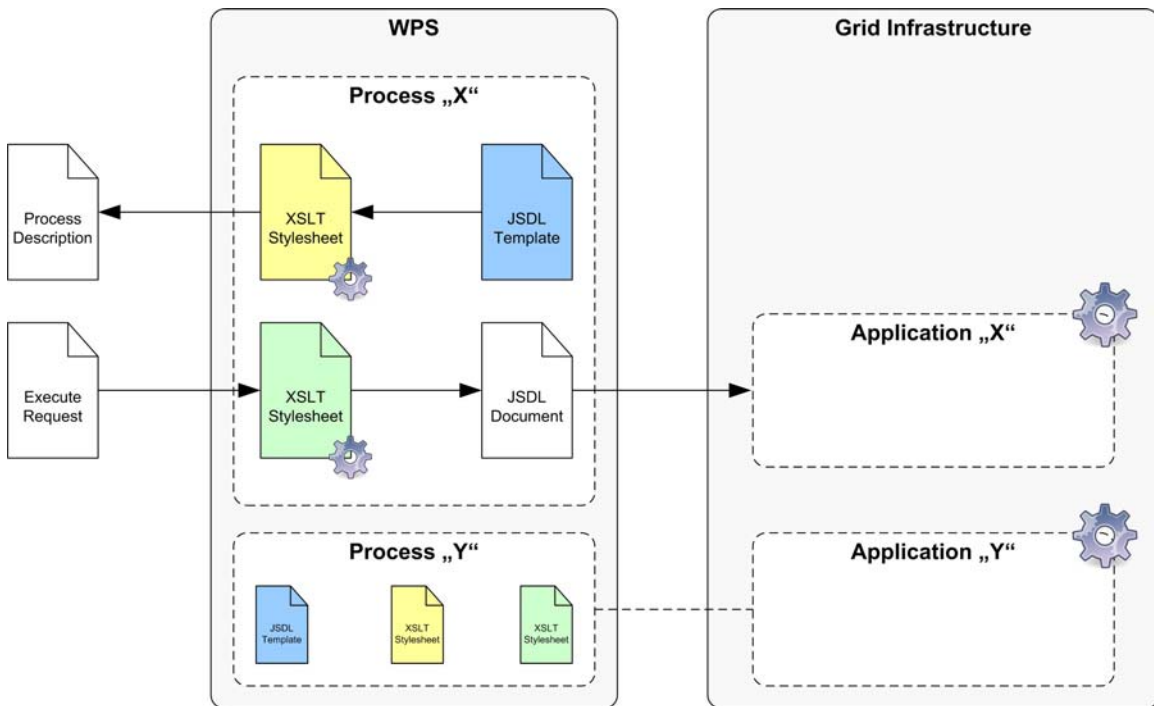 WPS
Grid Infrastructure
Process „X“
Process
Description
XSLT
Stylesheet
JSDL
Template
Execute
Request
XSLT
Stylesheet
JSDL
Document
Application „X“
Process „Y“
JSDL
Template
XSLT
Stylesheet
XSLT
Stylesheet
Application „Y“